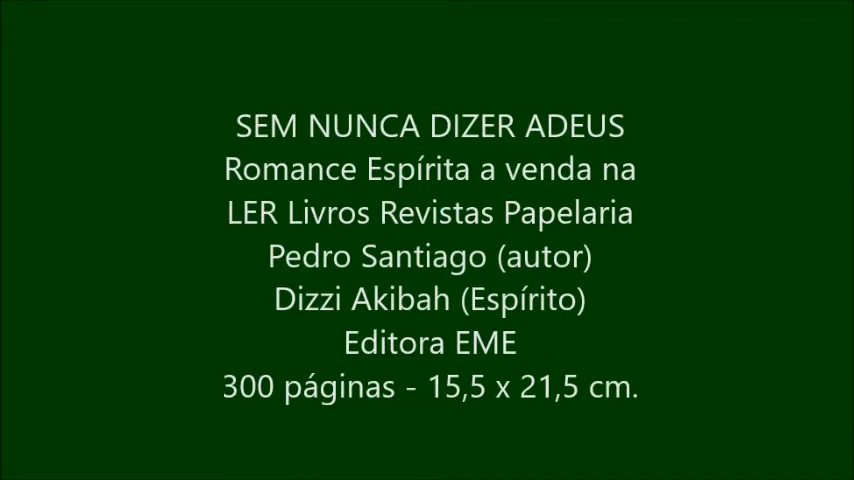 SEM NUNCA DIZER ADEUS
Romance Espírita a venda na
LER Livros Revistas Papelaria
Pedro Santiago (autor)
Dizzi Akibah (Espírito)
Editora EME
300 páginas - 15,5 x 21,5 cm.